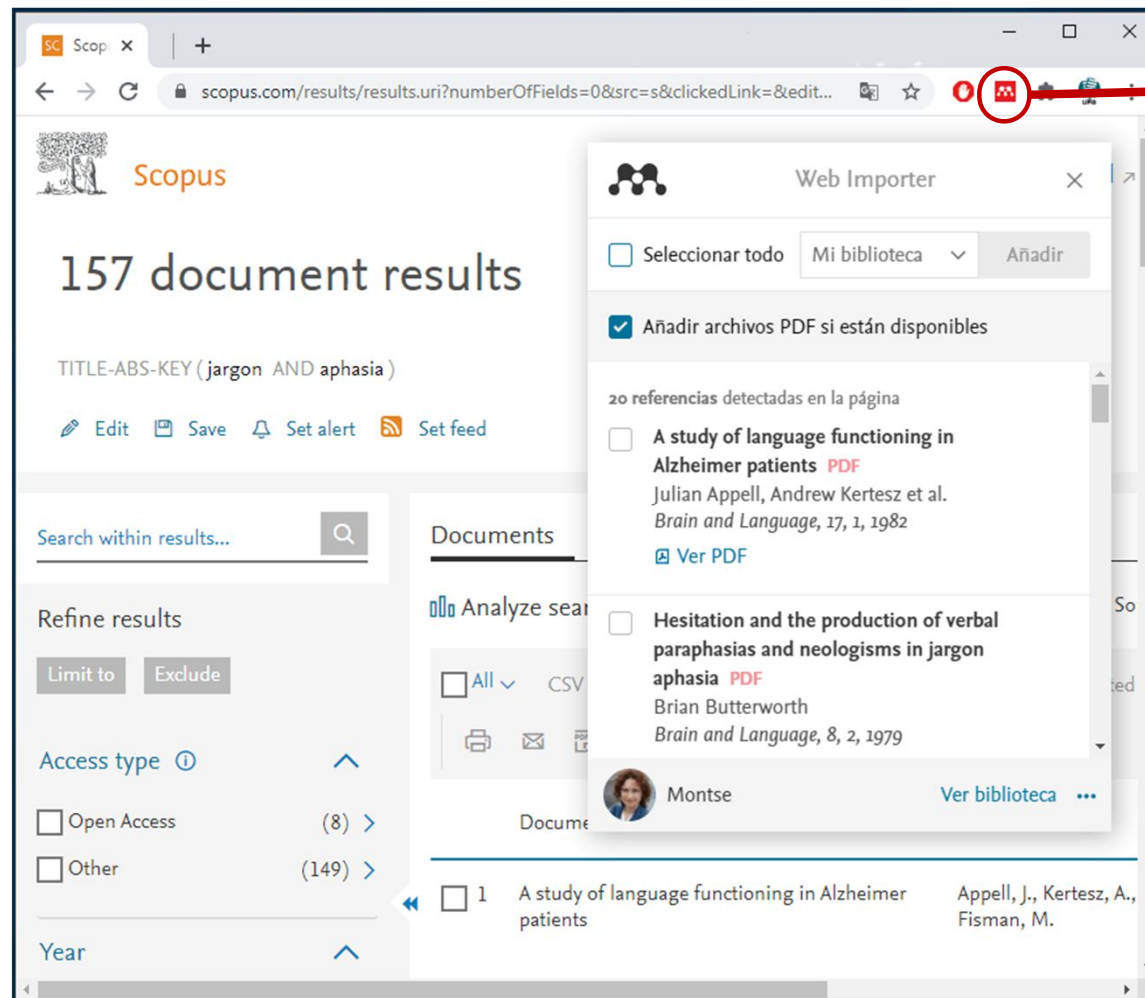 SC Scop
scopus.com/results/results.uri?numberOfFields=0&src=s&clickedLink=&edit...
Scopus
157 document results
TITLE-ABS-KEY ( jargon AND aphasia )
Edit Save Set alert Set feed
Search within results...
Refine results
Limit to Exclude
Access type
Open Access (8)
Other (149)
Year
Documents
Analyze sear
So
All CSV
ted
Docume
1 A study of language functioning in Alzheimer
patients
Appell, J., Kertesz, A.,
Fisman, M.
Web Importer
Seleccionar todo Mi biblioteca Añadir
Añadir archivos PDF si están disponibles
20 referencias detectadas en la página
A study of language functioning in
Alzheimer patients PDF
Julian Appell, Andrew Kertesz et al.
Brain and Language, 17, 1, 1982
Ver PDF
Hesitation and the production of verbal
paraphasias and neologisms in jargon
aphasia PDF
Brian Butterworth
Brain and Language, 8, 2, 1979
Montse Ver biblioteca